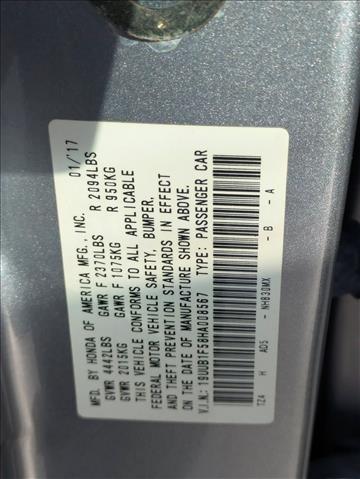 MFD. BY HONDA OF AMERICA MFG., INC. 01/'17
GVWR 4442LBS GAWR F 2370LBS R 2094LBS
GVWR 2015KG GAWR F 1075KG R 950KG
THIS VEHICLE CONFORMS TO ALL APPLICABLE
FEDERAL MOTOR VEHICLE SAFETY, BUMPER,
AND THEFT PREVENTION STANDARDS IN EFFECT
ON THE DATE OF MANUFACTURE SHOWN ABOVE.
V.I.N.: 19UUB1F58HA008567 TYPE: PASSENGER CAR
TZ4 H AD5 - NH830MX - B - A